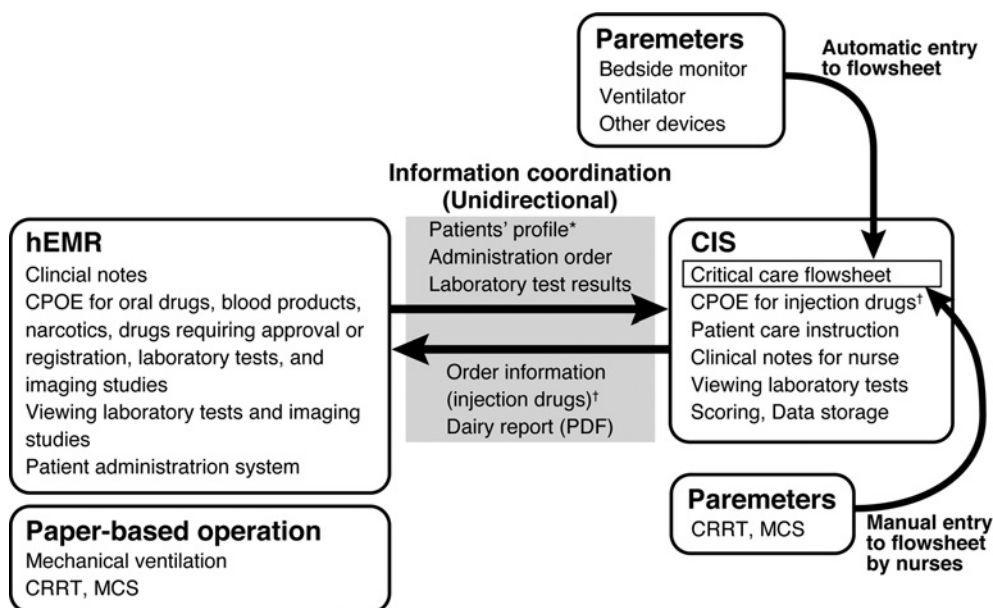 Paremeters
Bedside monitor
Ventilator
Other devices
Automatic entry
to flowsheet
Information coordination
(Unidirectional)
Patients' profile*
Administration order
Laboratory test results
Order information
(injection drugs)†
Dairy report (PDF)
hEMR
Clincial notes
CPOE for oral drugs, blood products,
narcotics, drugs requiring approval or
registration, laboratory tests, and
imaging studies
Viewing laboratory tests and imaging
studies
Patient administratrion system
CIS
Critical care flowsheet
CPOE for injection drugs†
Patient care instruction
Clinical notes for nurse
Viewing laboratory tests
Scoring, Data storage
Paper-based operation
Mechanical ventilation
CRRT, MCS
Paremeters
CRRT, MCS
Manual entry
to flowsheet
by nurses